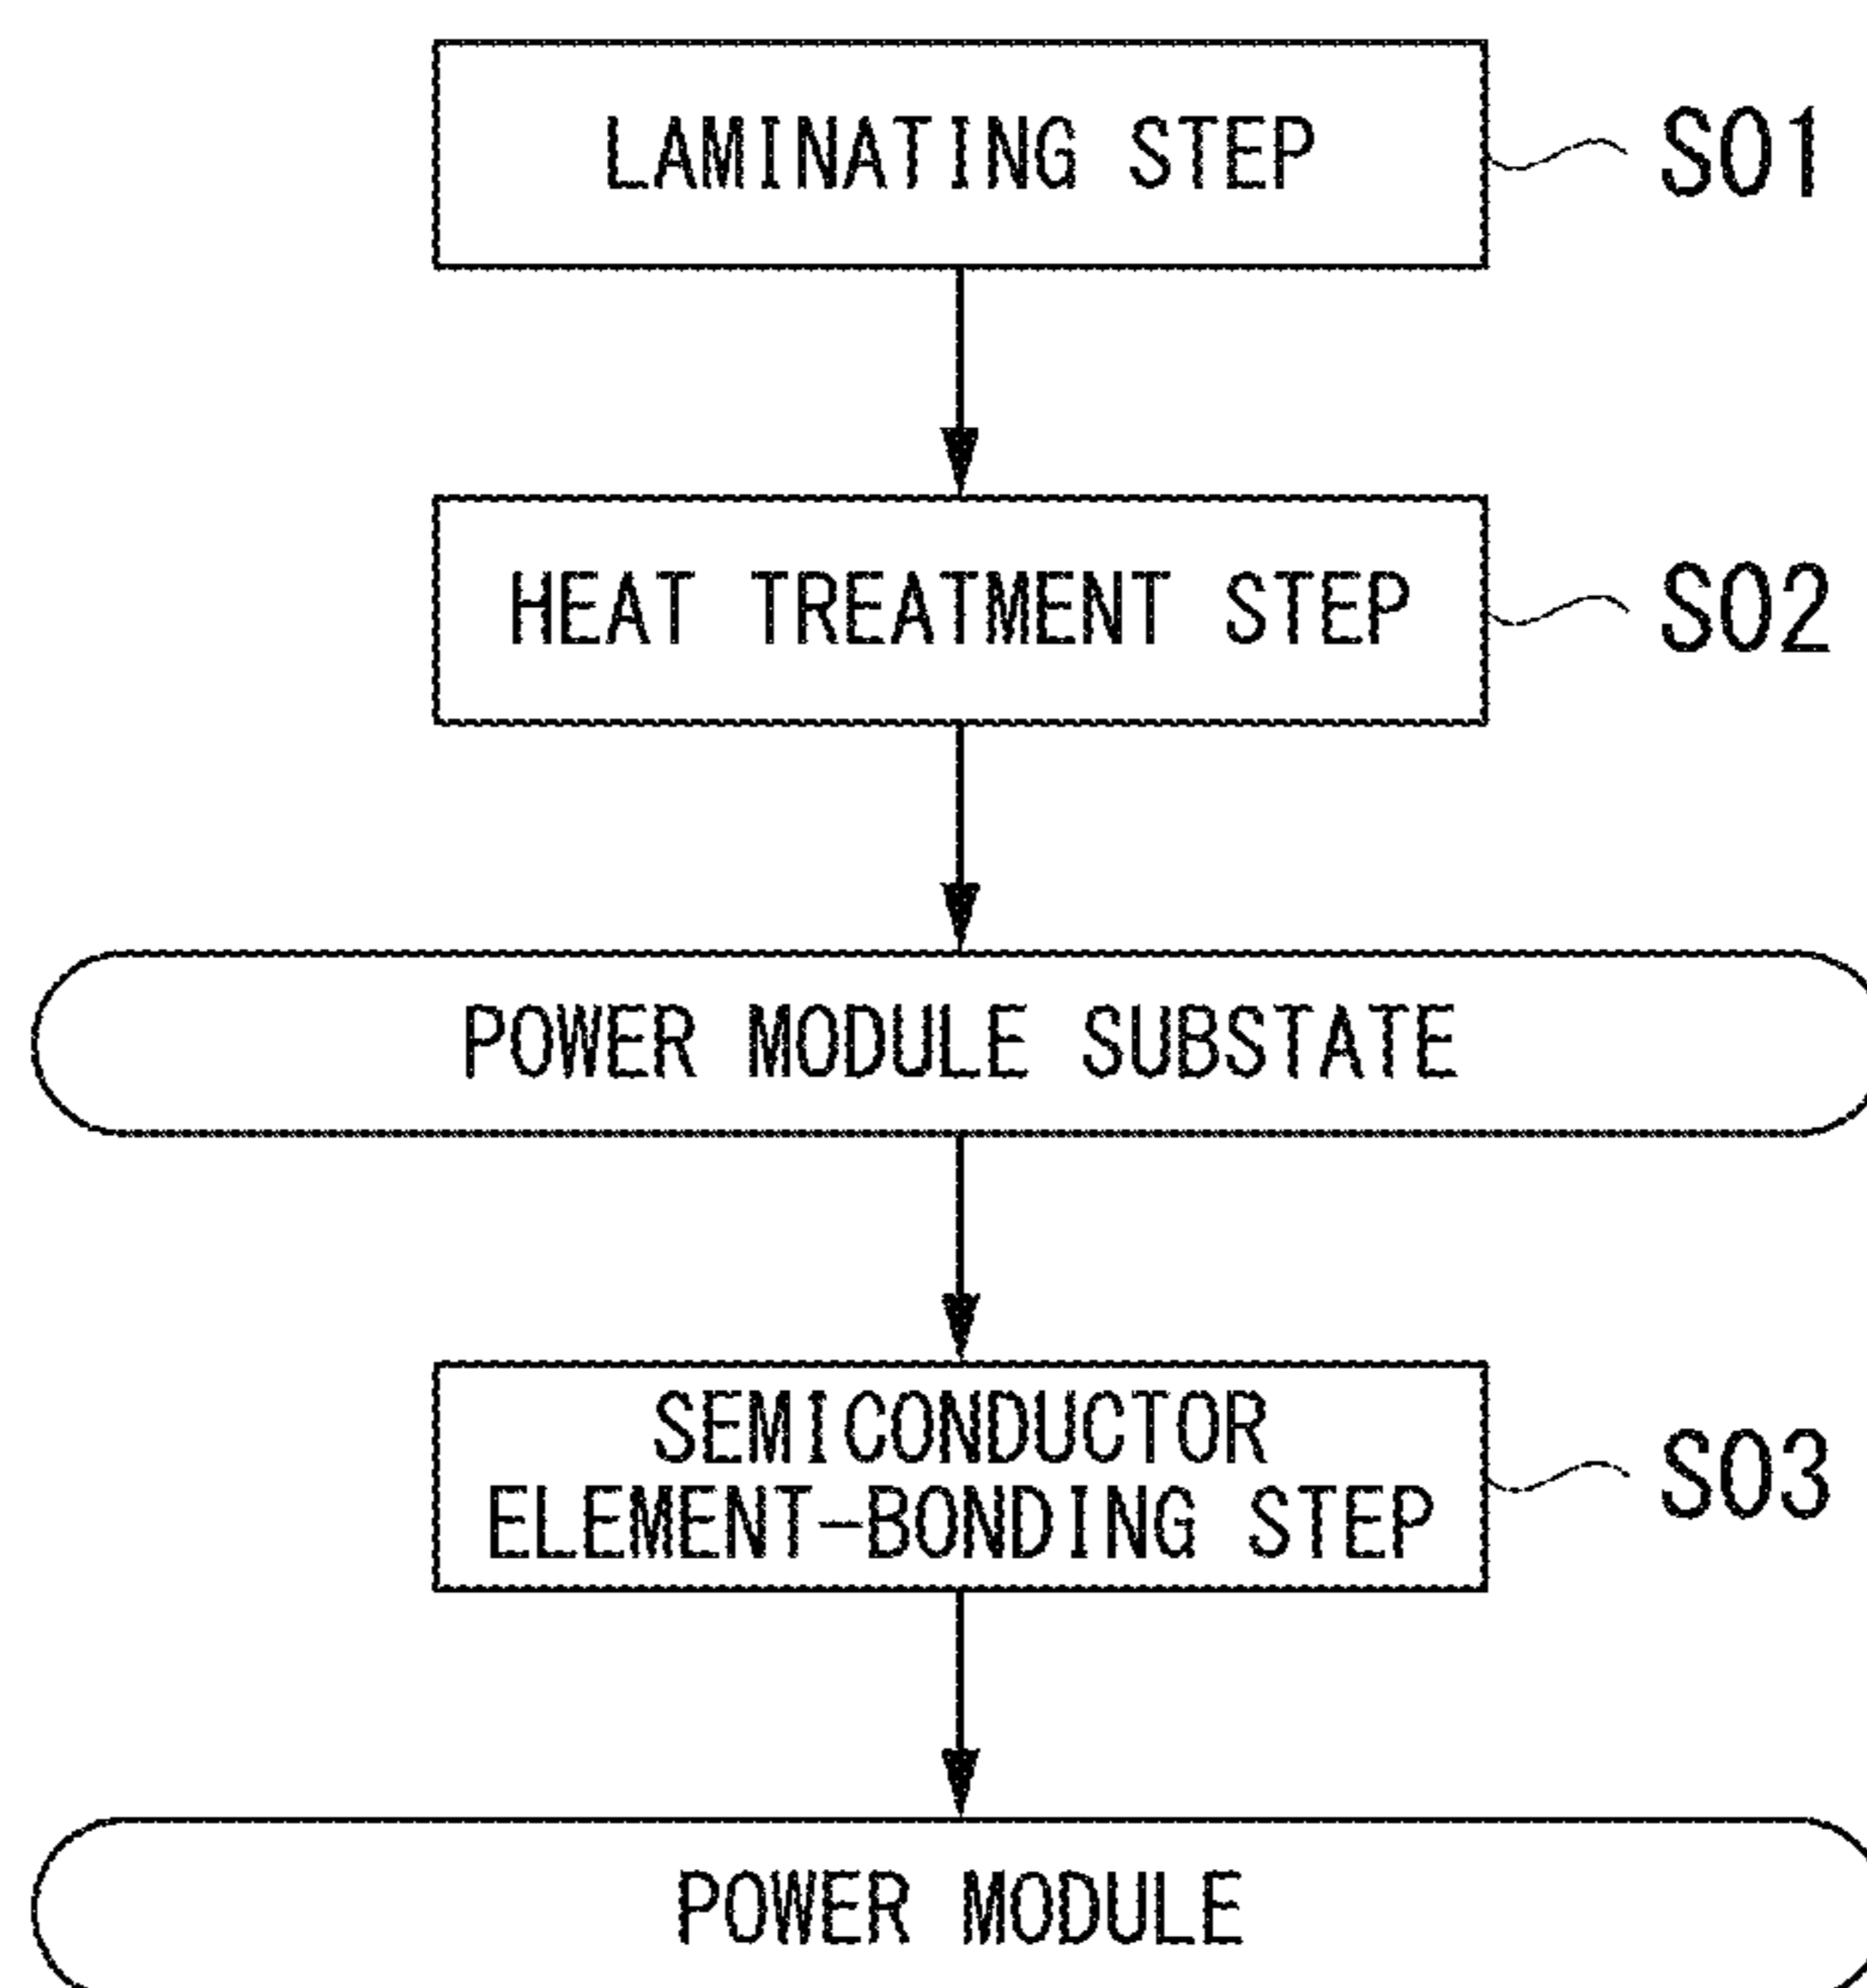 LAMINATING STEP S01
HEAT TREATMENT STEP S02
POWER MODULE SUBSTATE
SEMICONDUCTOR
ELEMENT-BONDING STEP S03
POWER MODULE